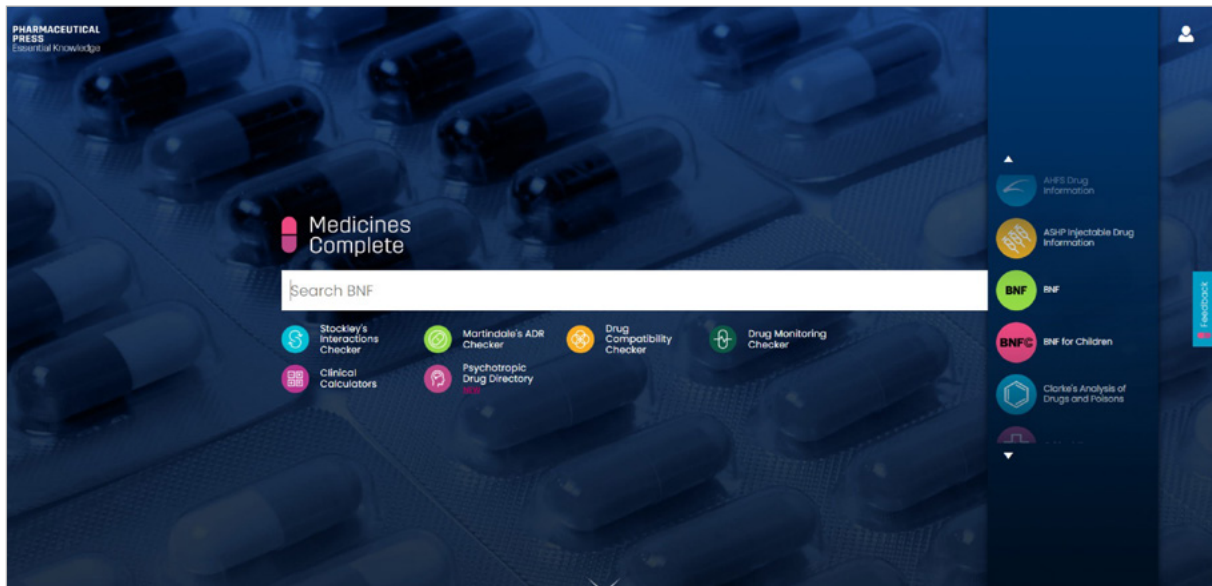 PHARMACEUTICAL
PRESS
Essential Knowledge
Medicines
Complete
Search BNF
Stockley's
Interactions
Checker
Martindale's ADR
Checker
Drug
Compatibility
Checker
Drug Monitoring
Checker
Clinical
Calculators
Psychotropic
Drug Directory
AHFS Drug
Information
ASHP Injectable Drug
Information
BNF
BNF
BNFC
BNF for Children
Clarke's Analysis of
Drugs and Poisons
Feedback